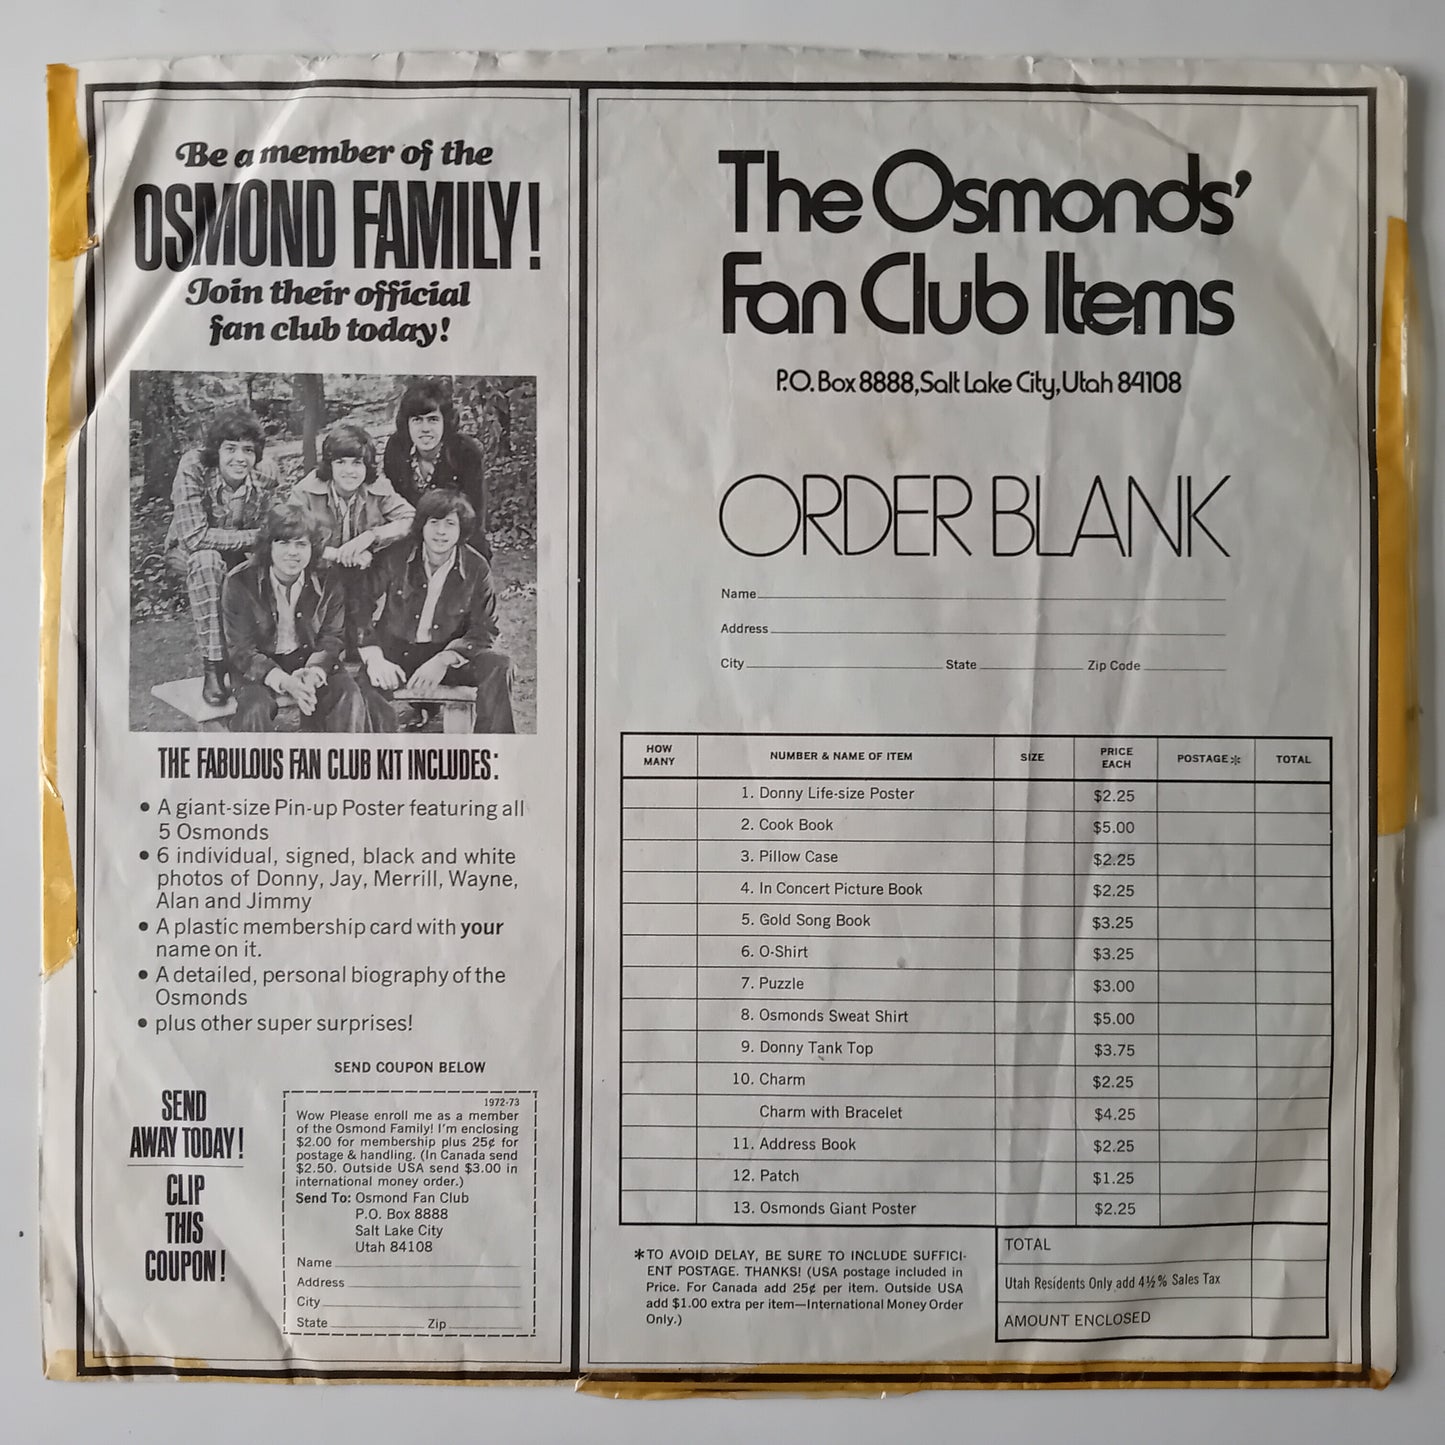 Be a member of the
OSMOND FAMILY!
Join their official
fan club today!
THE FABULOUS FAN CLUB KIT INCLUDES:
• A giant-size Pin-up Poster featuring all
5 Osmonds
• 6 individual, signed, black and white
photos of Donny, Jay, Merrill, Wayne,
Alan and Jimmy
• A plastic membership card with your
name on it.
• A detailed, personal biography of the
Osmonds
• plus other super surprises!
SEND
AWAY TODAY!
CLIP
THIS
COUPON!
SEND COUPON BELOW
1972-73
Wow Please enroll me as a member
of the Osmond Family! I'm enclosing
$2.00 for membership plus 25¢ for
postage & handling. (In Canada send
$2.50. Outside USA send $3.00 in
international money order.)
Send To: Osmond Fan Club
P.O. Box 8888
Salt Lake City
Utah 84108
Name
Address
City
State Zip
The Osmonds'
Fan Club Items
P.O. Box 8888, Salt Lake City, Utah 84108
ORDER BLANK
Name
Address
City State Zip Code
HOW MANY NUMBER & NAME OF ITEM SIZE PRICE EACH POSTAGE* TOTAL
1. Donny Life-size Poster $2.25
2. Cook Book $5.00
3. Pillow Case $2.25
4. In Concert Picture Book $2.25
5. Gold Song Book $3.25
6. O-Shirt $3.25
7. Puzzle $3.00
8. Osmonds Sweat Shirt $5.00
9. Donny Tank Top $3.75
10. Charm $2.25
Charm with Bracelet $4.25
11. Address Book $2.25
12. Patch $1.25
13. Osmonds Giant Poster $2.25
*TO AVOID DELAY, BE SURE TO INCLUDE SUFFICI-
ENT POSTAGE. THANKS! (USA postage included in
Price. For Canada add 25¢ per item. Outside USA
add $1.00 extra per item—International Money Order
Only.)
TOTAL
Utah Residents Only add 4½% Sales Tax
AMOUNT ENCLOSED